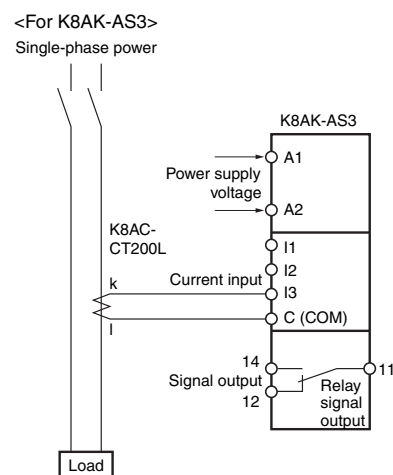 <For K8AK-AS3>
Single-phase power
K8AK-AS3
A1
Power supply
voltage
A2
K8AC-
CT200L
I1
I2
k
Current input
I3
C (COM)
l
14
11
Signal output
Relay
12
signal
output
Load